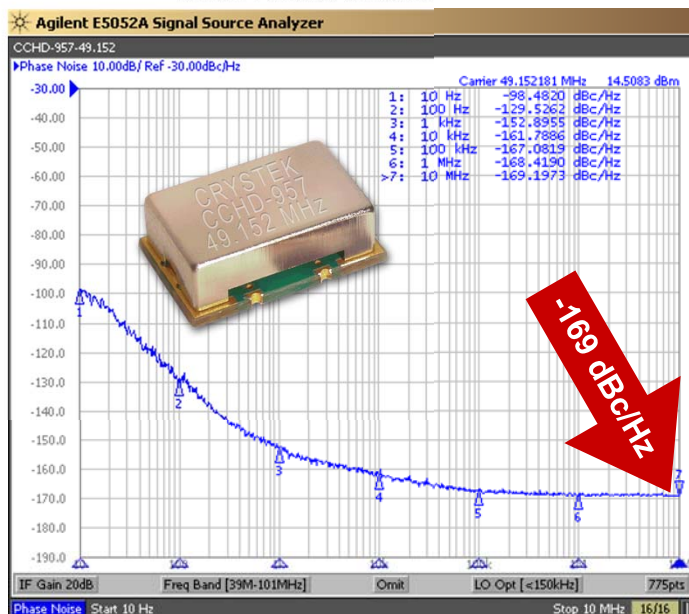 Agilent E5052A Signal Source Analyzer
CCHD-957-49.152
Phase Noise 10.00dB/ Ref -30.00dBc/Hz
Carrier 49.152181 MHz 14.5083 dBm
1: 10 Hz -98.4820 dBc/Hz
2: 100 Hz -129.5262 dBc/Hz
3: 1 kHz -152.8955 dBc/Hz
4: 10 kHz -161.7886 dBc/Hz
5: 100 kHz -167.0819 dBc/Hz
6: 1 MHz -168.4190 dBc/Hz
>7: 10 MHz -169.1973 dBc/Hz
-30.00
-40.00
-50.00
-60.00
-70.00
-80.00
-90.00
-100.0
-110.0
-120.0
-130.0
-140.0
-150.0
-160.0
-170.0
-180.0
-190.0
CRYSTEK
CCHD-957
49.152 MHz
-169 dBc/Hz
1
2
3
4
5
6
7
IF Gain 20dB Freq Band [39M-101MHz] Omit LO Opt [<150kHz] 775pts
Phase Noise Start 10 Hz Stop 10 MHz 16/16